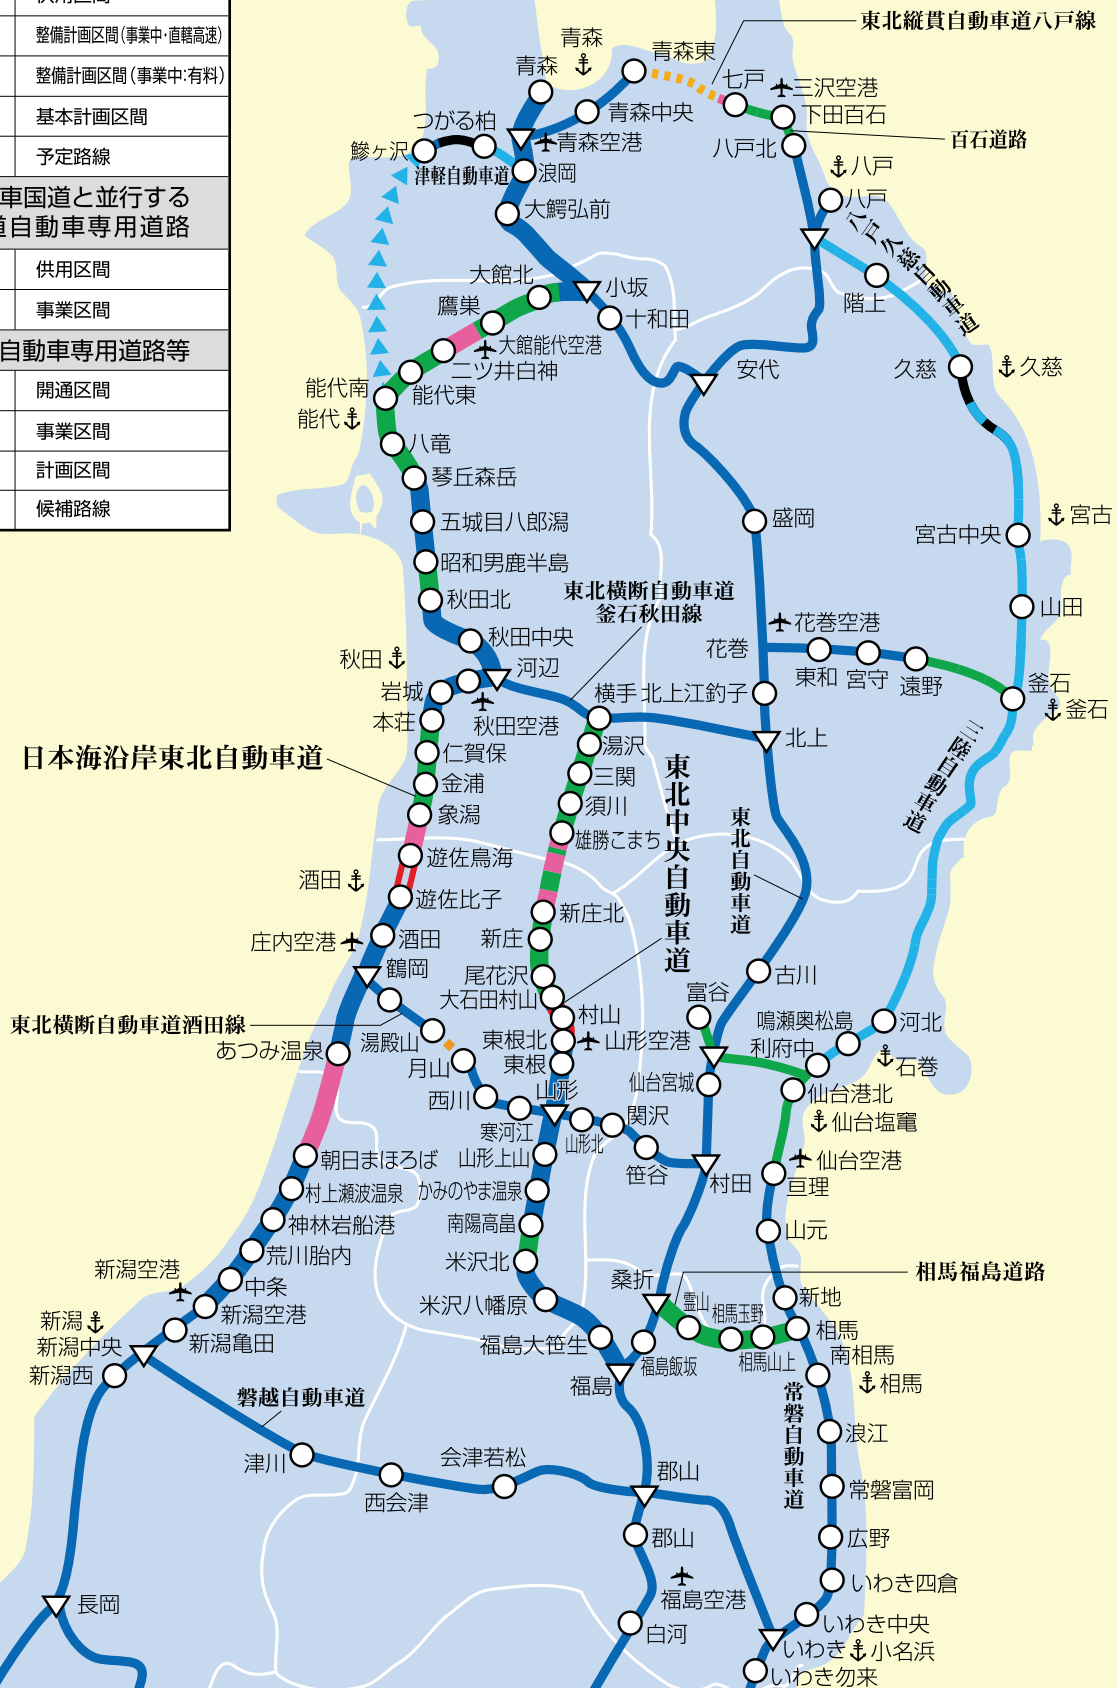 整備計画区間(事業中・直轄高速)
整備計画区間(事業中:有料)
基本計画区間
予定路線
車国道と並行する
道自動車専用道路
供用区間
事業区間
自動車専用道路等
開通区間
事業区間
計画区間
候補路線
東北縦貫自動車道八戸線
青森
青森東
青森
七戸
三沢空港
下田百石
青森中央
つがる柏
青森空港
百石道路
八戸北
鰺ヶ沢
津軽自動車道
浪岡
八戸
八戸
大鰐弘前
八戸久慈自動車道
大館北
小坂
階上
鷹巣
十和田
大館能代空港
二ツ井白神
安代
久慈
久慈
能代南
能代東
能代
八竜
琴丘森岳
五城目八郎潟
盛岡
宮古
宮古中央
昭和男鹿半島
東北横断自動車道
釜石秋田線
秋田北
山田
花巻空港
秋田中央
花巻
秋田
河辺
東和
宮守
遠野
釜石
岩城
横手
北上江釣子
釜石
本荘
秋田空港
北上
三陸自動車道
仁賀保
湯沢
日本海沿岸東北自動車道
三関
東北中央自動車道
金浦
須川
東北自動車道
象潟
雄勝こまち
遊佐鳥海
酒田
遊佐比子
新庄北
庄内空港
酒田
新庄
鶴岡
尾花沢
古川
大石田村山
富谷
東北横断自動車道酒田線
村山
鳴瀬奥松島
河北
湯殿山
東根北
山形空港
利府中
あつみ温泉
東根
石巻
月山
仙台宮城
山形
仙台港北
西川
関沢
仙台塩竈
寒河江
山形北
朝日まほろば
山形上山
笹谷
仙台空港
村田
亘理
村上瀬波温泉
かみのやま温泉
神林岩船港
南陽高畠
山元
荒川胎内
米沢北
新潟空港
桑折
相馬福島道路
中条
米沢八幡原
霊山
新地
新潟空港
相馬玉野
新潟
新潟亀田
福島大笹生
相馬
新潟中央
相馬山上
南相馬
新潟西
福島飯坂
福島
相馬
磐越自動車道
常磐自動車道
浪江
会津若松
津川
郡山
常磐富岡
西会津
郡山
広野
福島空港
いわき四倉
長岡
いわき中央
白河
いわき
小名浜
いわき勿来